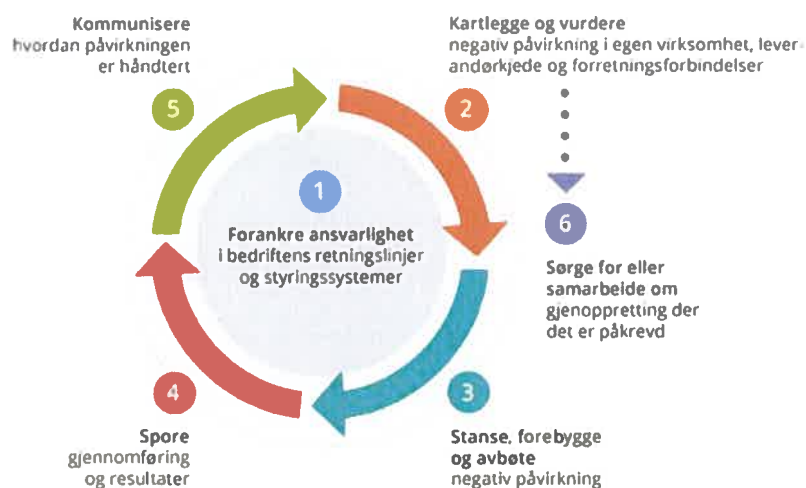 1
Forankre ansvarlighet
i bedriftens retningslinjer
og styringssystemer
2
Kartlegge og vurdere
negativ påvirkning i egen virksomhet, lever-
andørkjede og forretningsforbindelser
3
Stanse, forebygge
og avbøte
negativ påvirkning
4
Spore
gjennomføring
og resultater
5
Kommunisere
hvordan påvirkningen
er håndtert
6
Sørge for eller
samarbeide om
gjenoppretting der
det er påkrevd